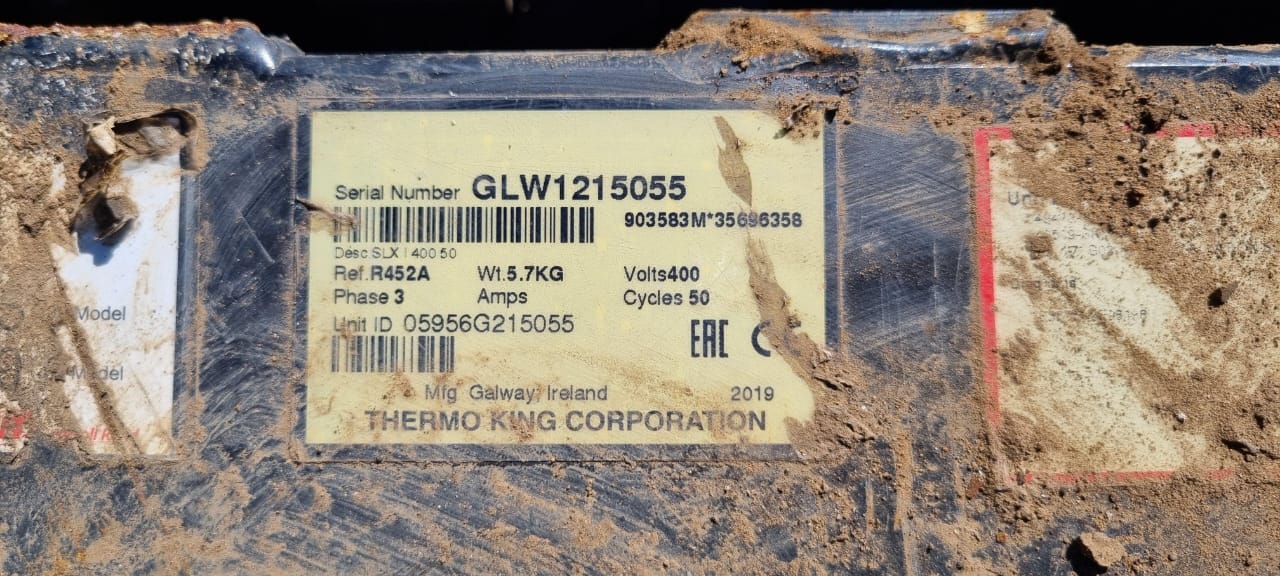 Model
Model
Serial Number GLW1215055
903583M*35696358
Desc SLX i 400 50
Ref.R452A Wt.5.7KG Volts400
Phase 3 Amps Cycles 50
Unit ID 05956G215055
EAC C
Mfg Galway, Ireland 2019
THERMO KING CORPORATION